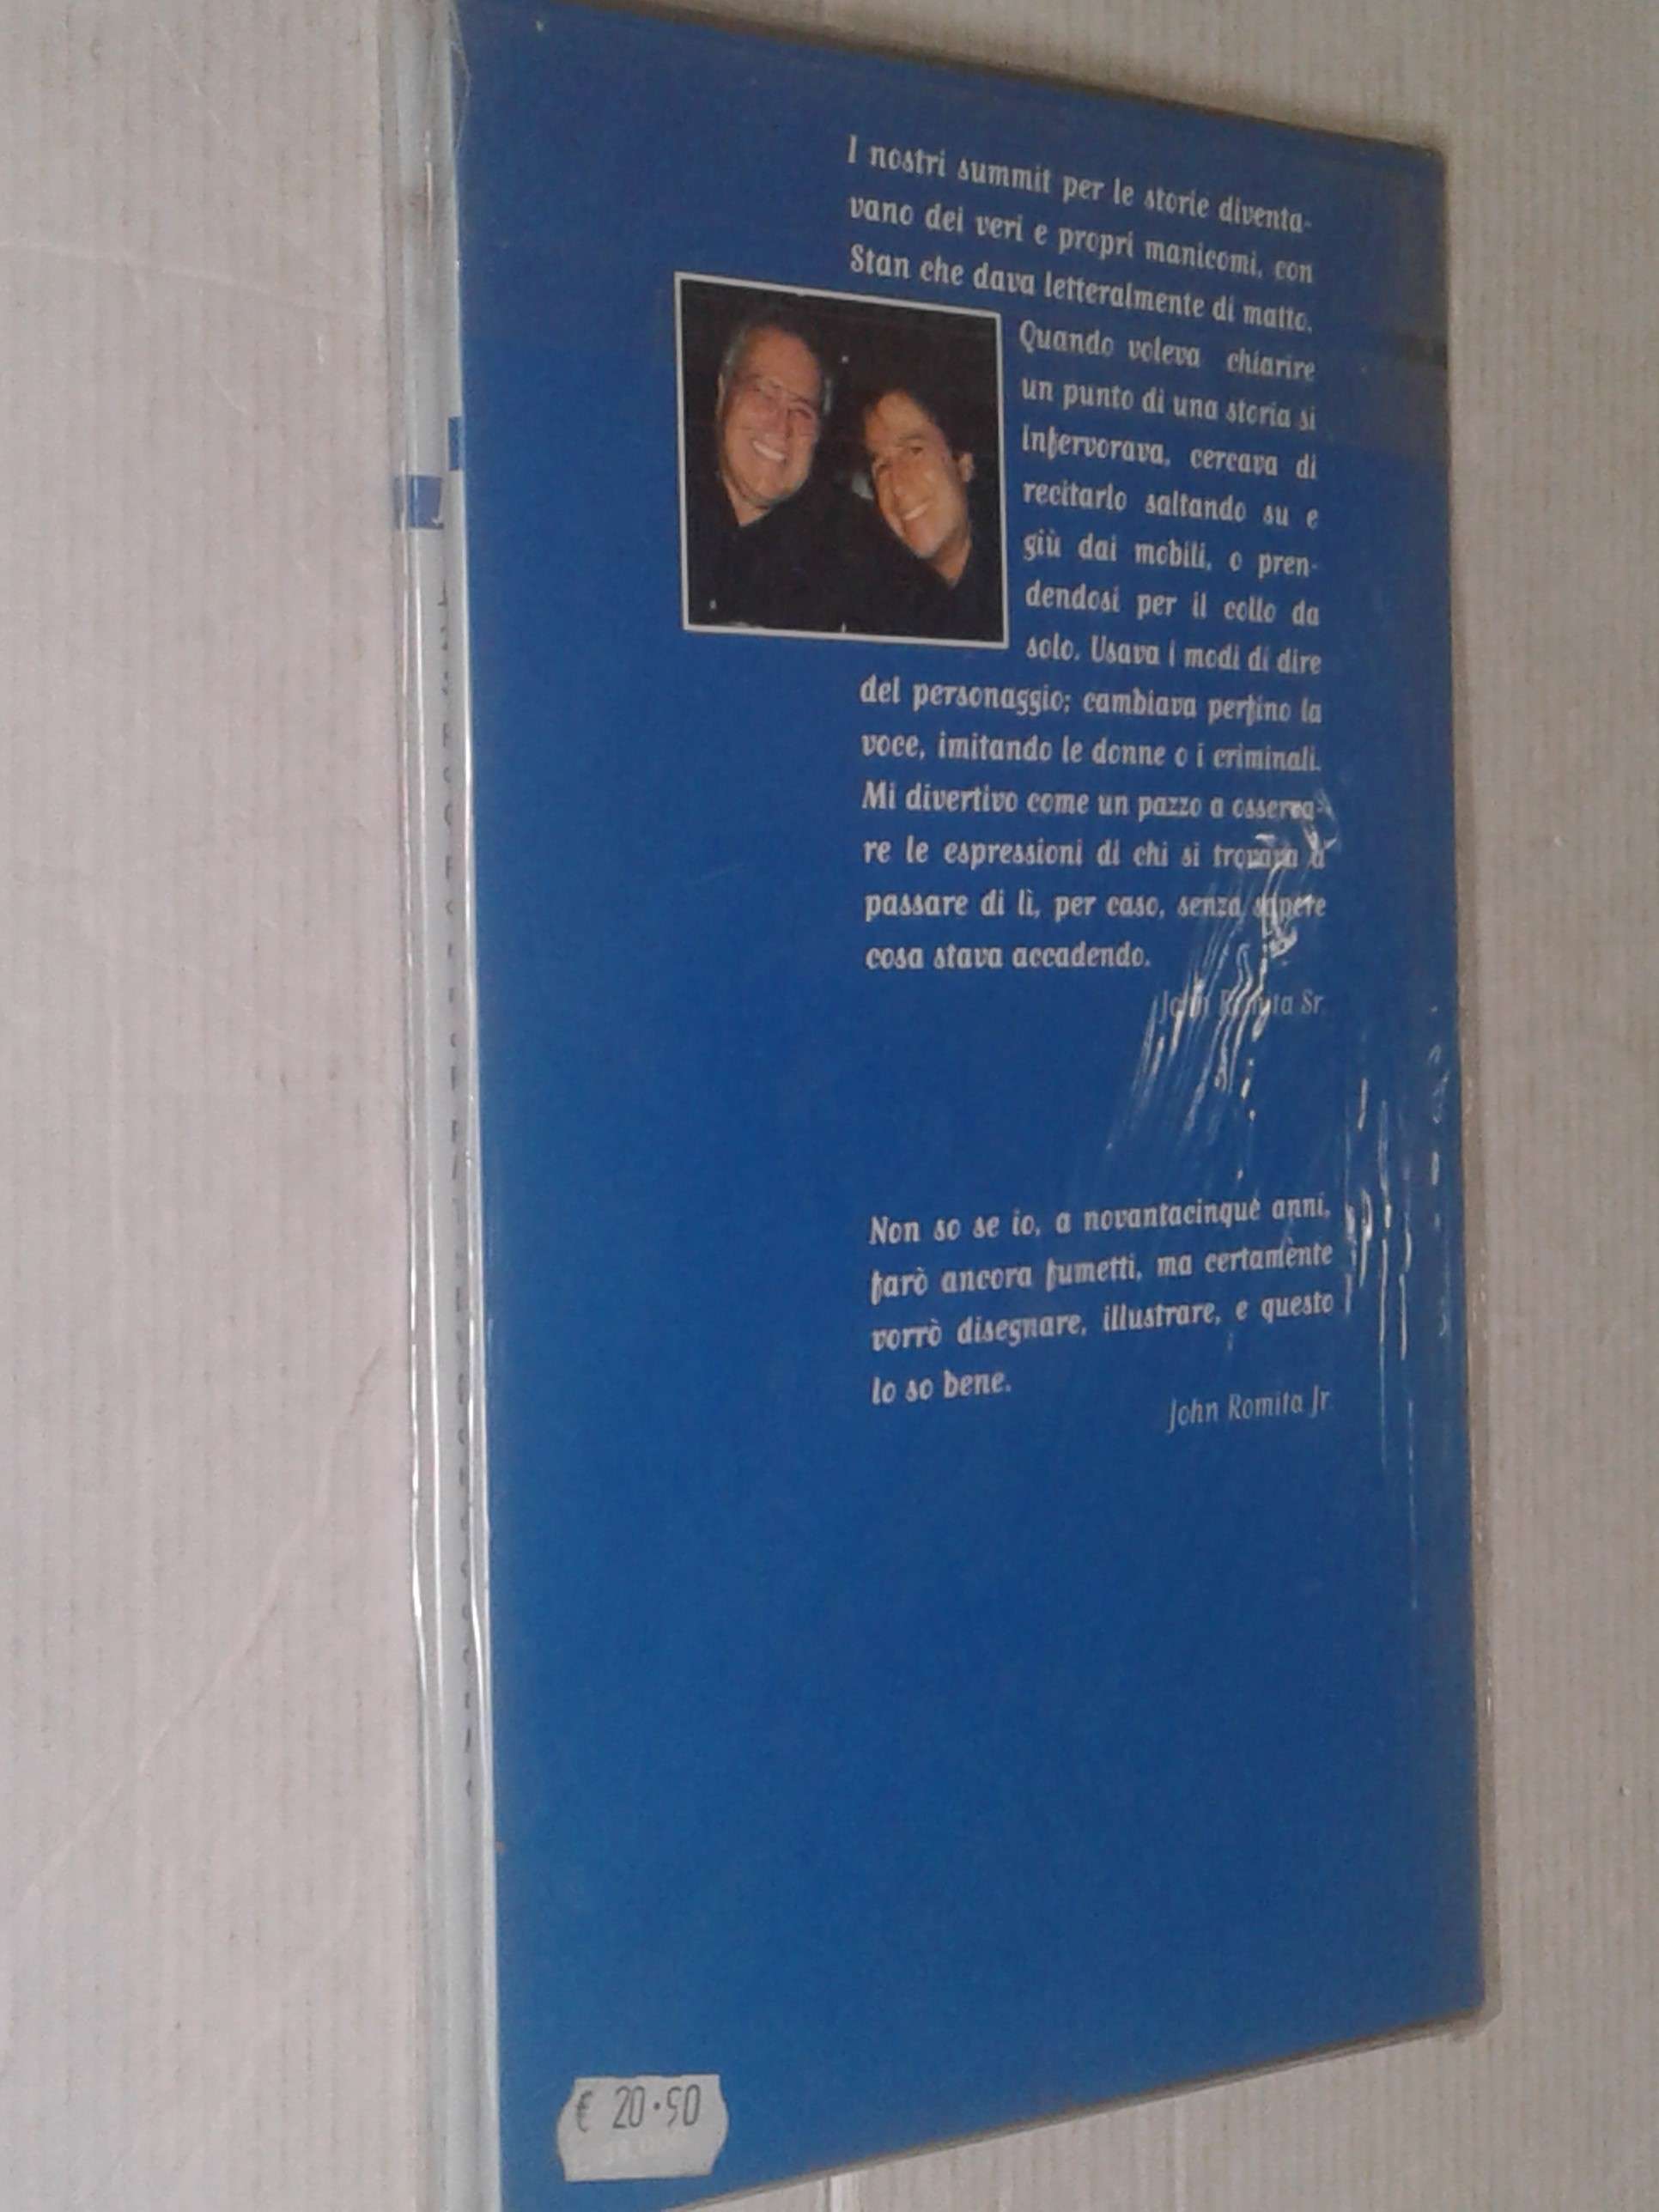 I nostri summit per le storie diventa-
vano dei veri e propri manicomi, con
Stan che dava letteralmente di matto.
Quando voleva chiarire
un punto di una storia si
infervorava, cercava di
recitarlo saltando su e
giù dai mobili, o pren-
dendosi per il collo da
solo. Usava i modi di dire
del personaggio; cambiava perfino la
voce, imitando le donne o i criminali.
Mi divertivo come un pazzo a osserva-
re le espressioni di chi si trovava a
passare di lì, per caso, senza sapere
cosa stava accadendo.
John Romita Sr.
Non so se io, a novantacinque anni,
farò ancora fumetti, ma certamente
vorrò disegnare, illustrare, e questo
lo so bene.
John Romita Jr.
€ 20.50